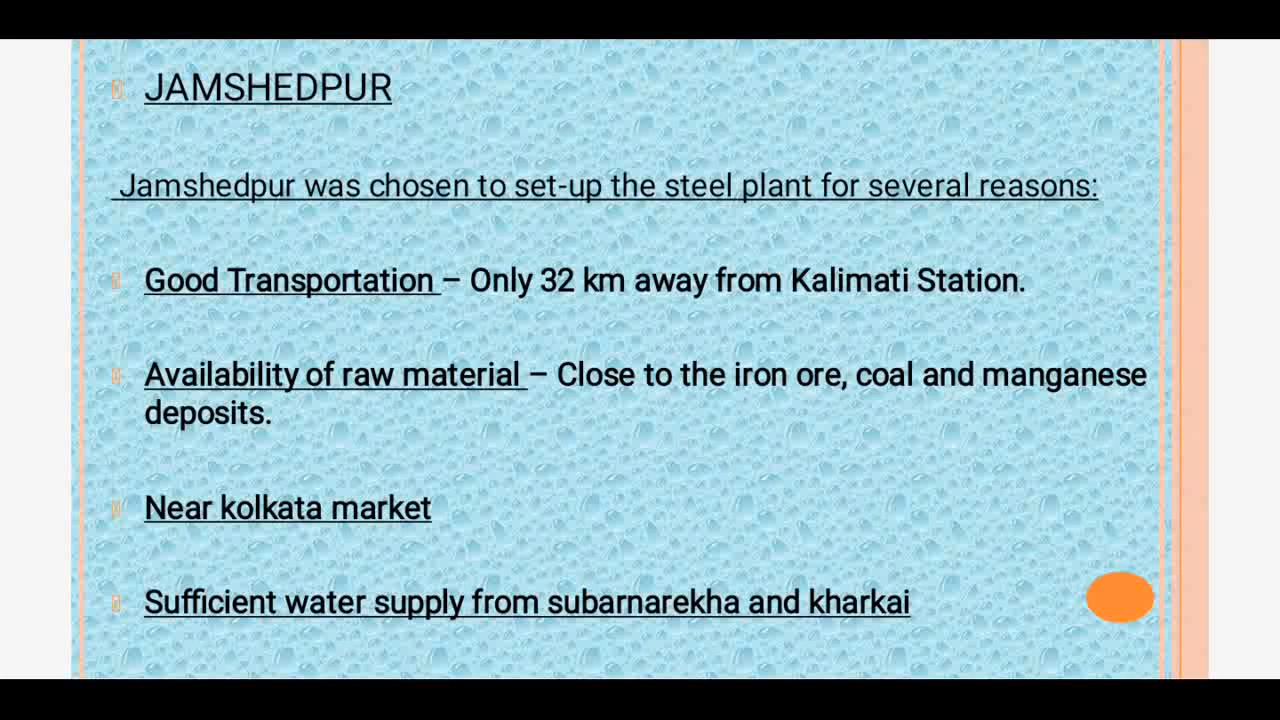 JAMSHEDPUR
Jamshedpur was chosen to set-up the steel plant for several reasons:
Good Transportation – Only 32 km away from Kalimati Station.
Availability of raw material – Close to the iron ore, coal and manganese
deposits.
Near kolkata market
Sufficient water supply from subarnarekha and kharkai